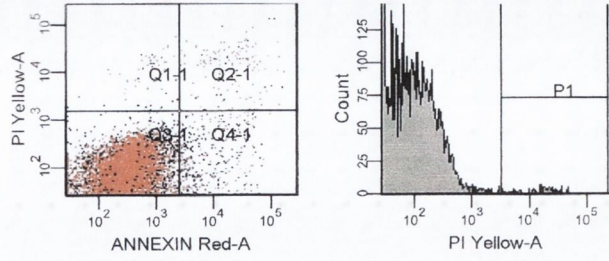 PI Yellow-A
10^5
10^4
10^3
10^2
Q1-1
Q2-1
Q3-1
Q4-1
10^2
10^3
10^4
10^5
ANNEXIN Red-A
Count
125
100
75
50
25
0
P1
10^2
10^3
10^4
10^5
PI Yellow-A